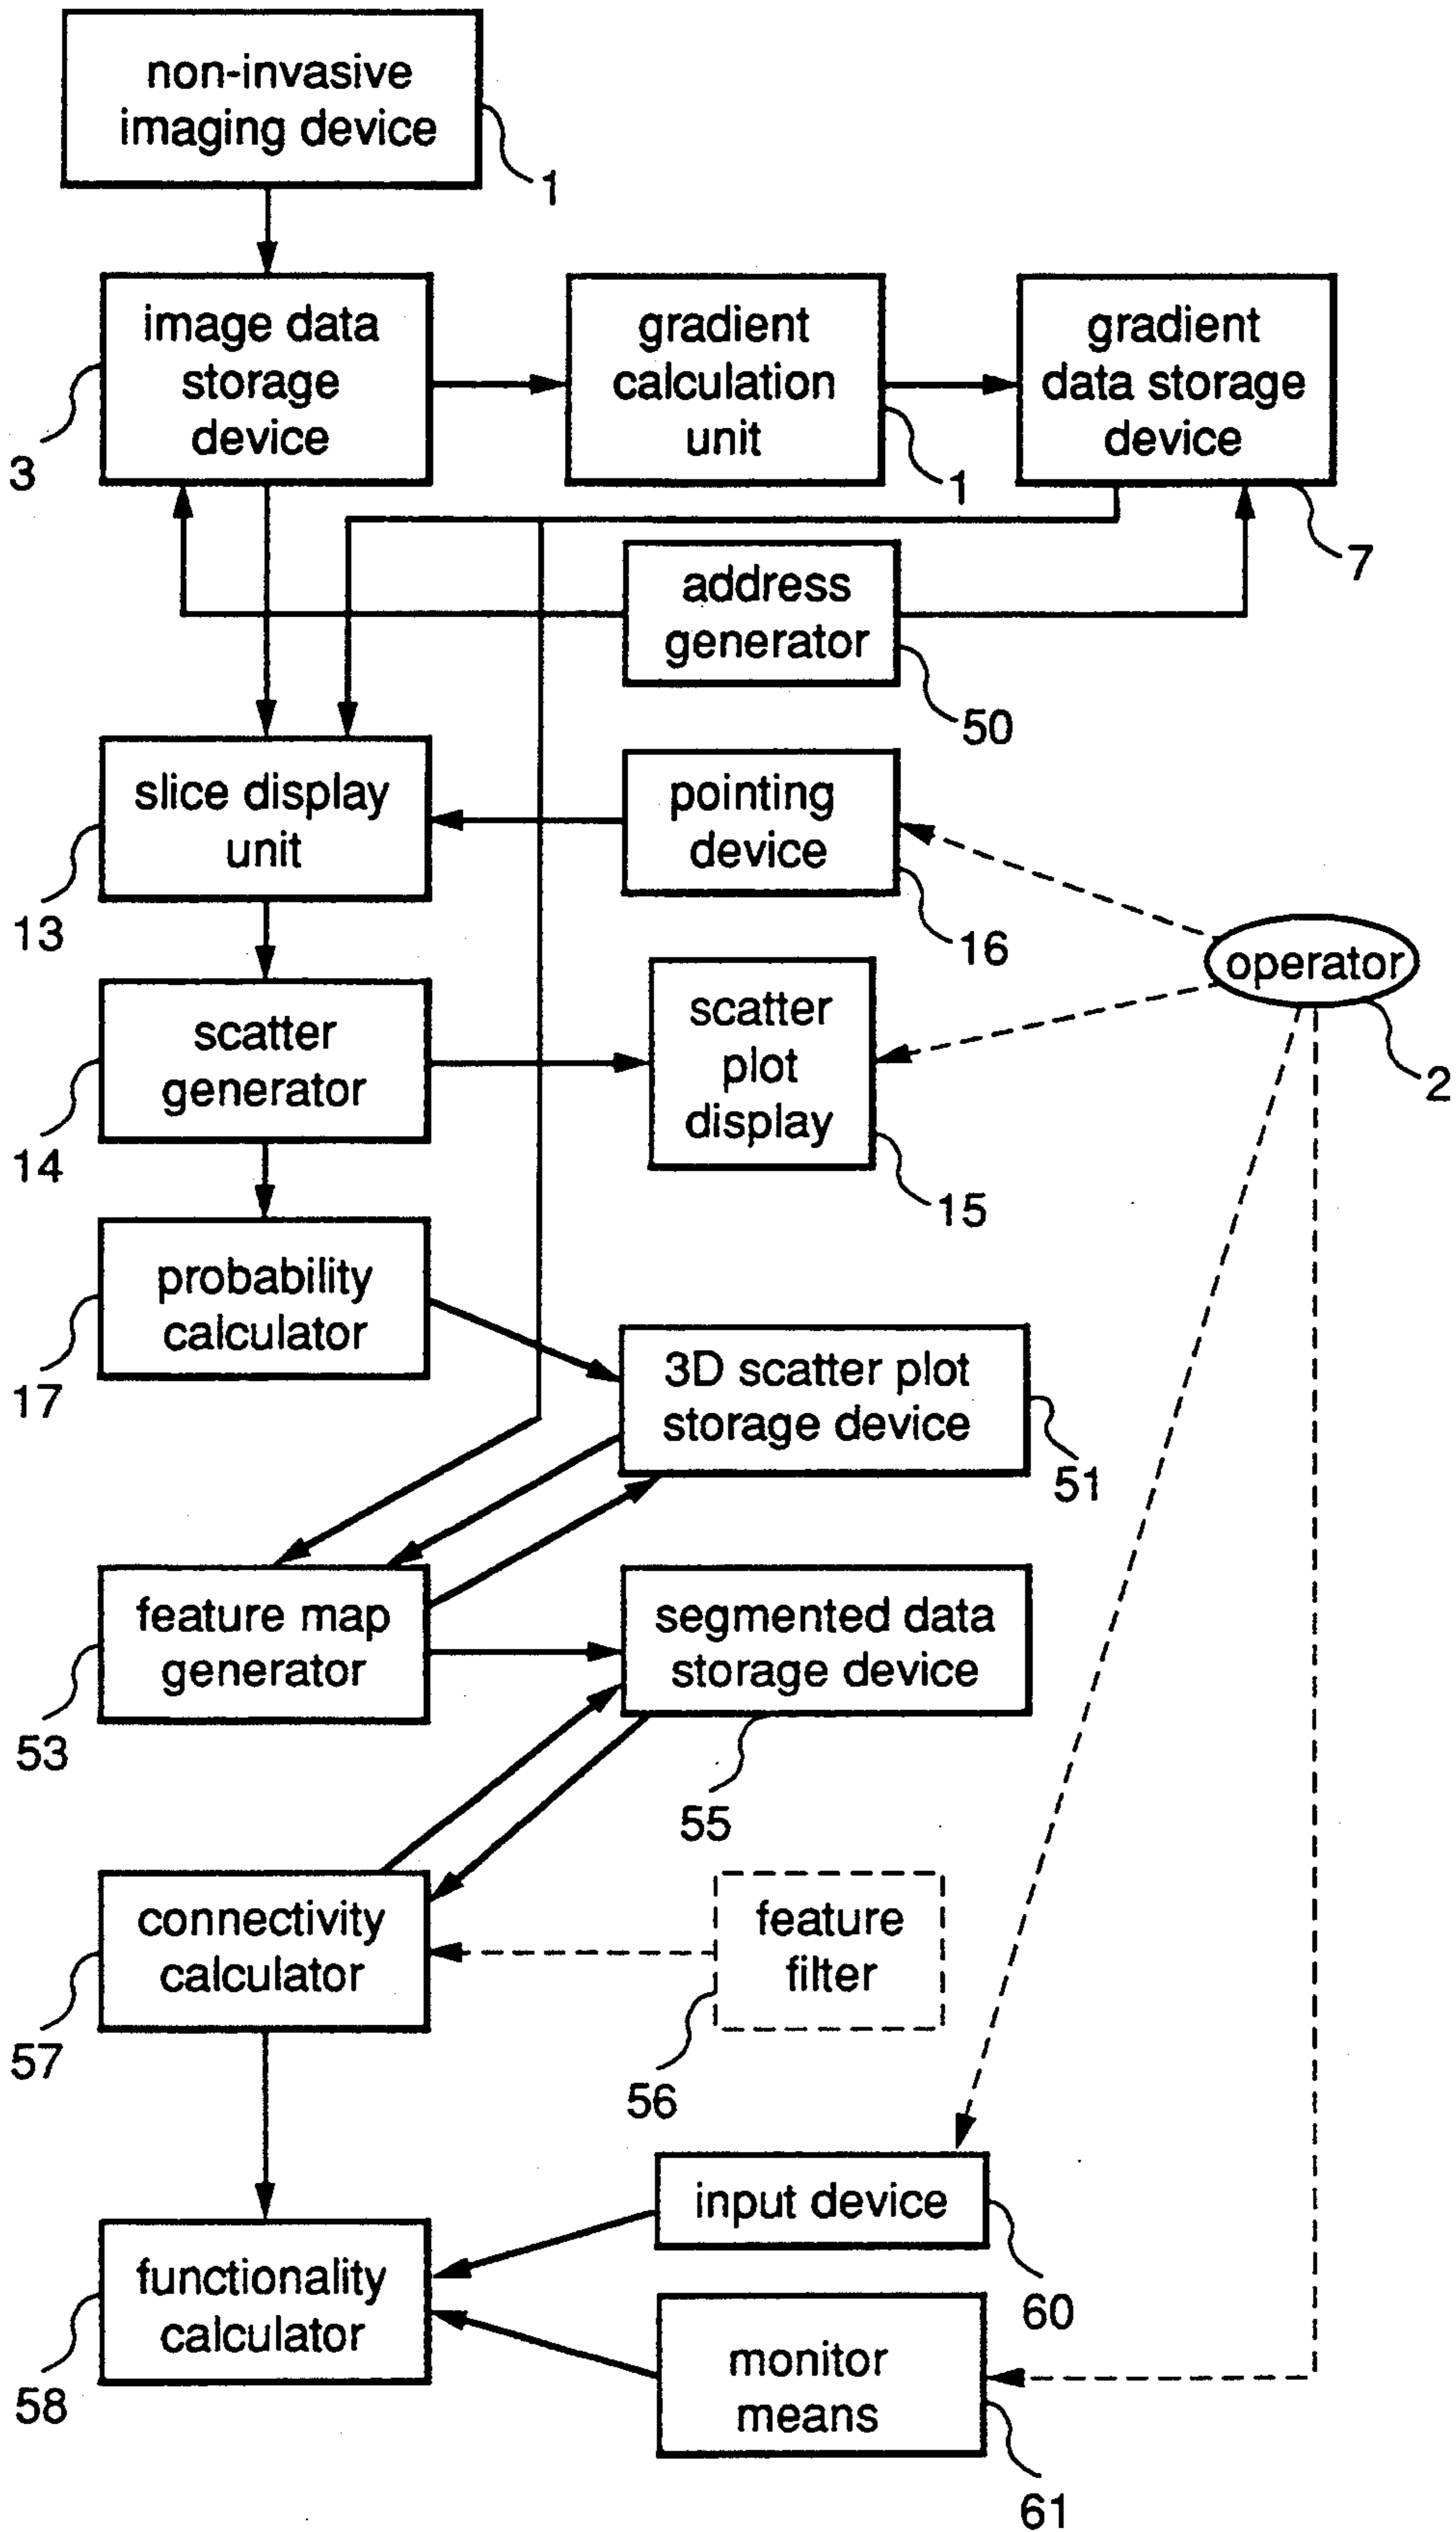 non-invasive
imaging device
1
image data
storage
device
3
gradient
calculation
unit
1
gradient
data storage
device
7
address
generator
50
slice display
unit
13
pointing
device
16
operator
2
scatter
generator
14
scatter
plot
display
15
probability
calculator
17
3D scatter plot
storage device
51
feature map
generator
53
segmented data
storage device
55
connectivity
calculator
57
feature
filter
56
input device
60
functionality
calculator
58
monitor
means
61